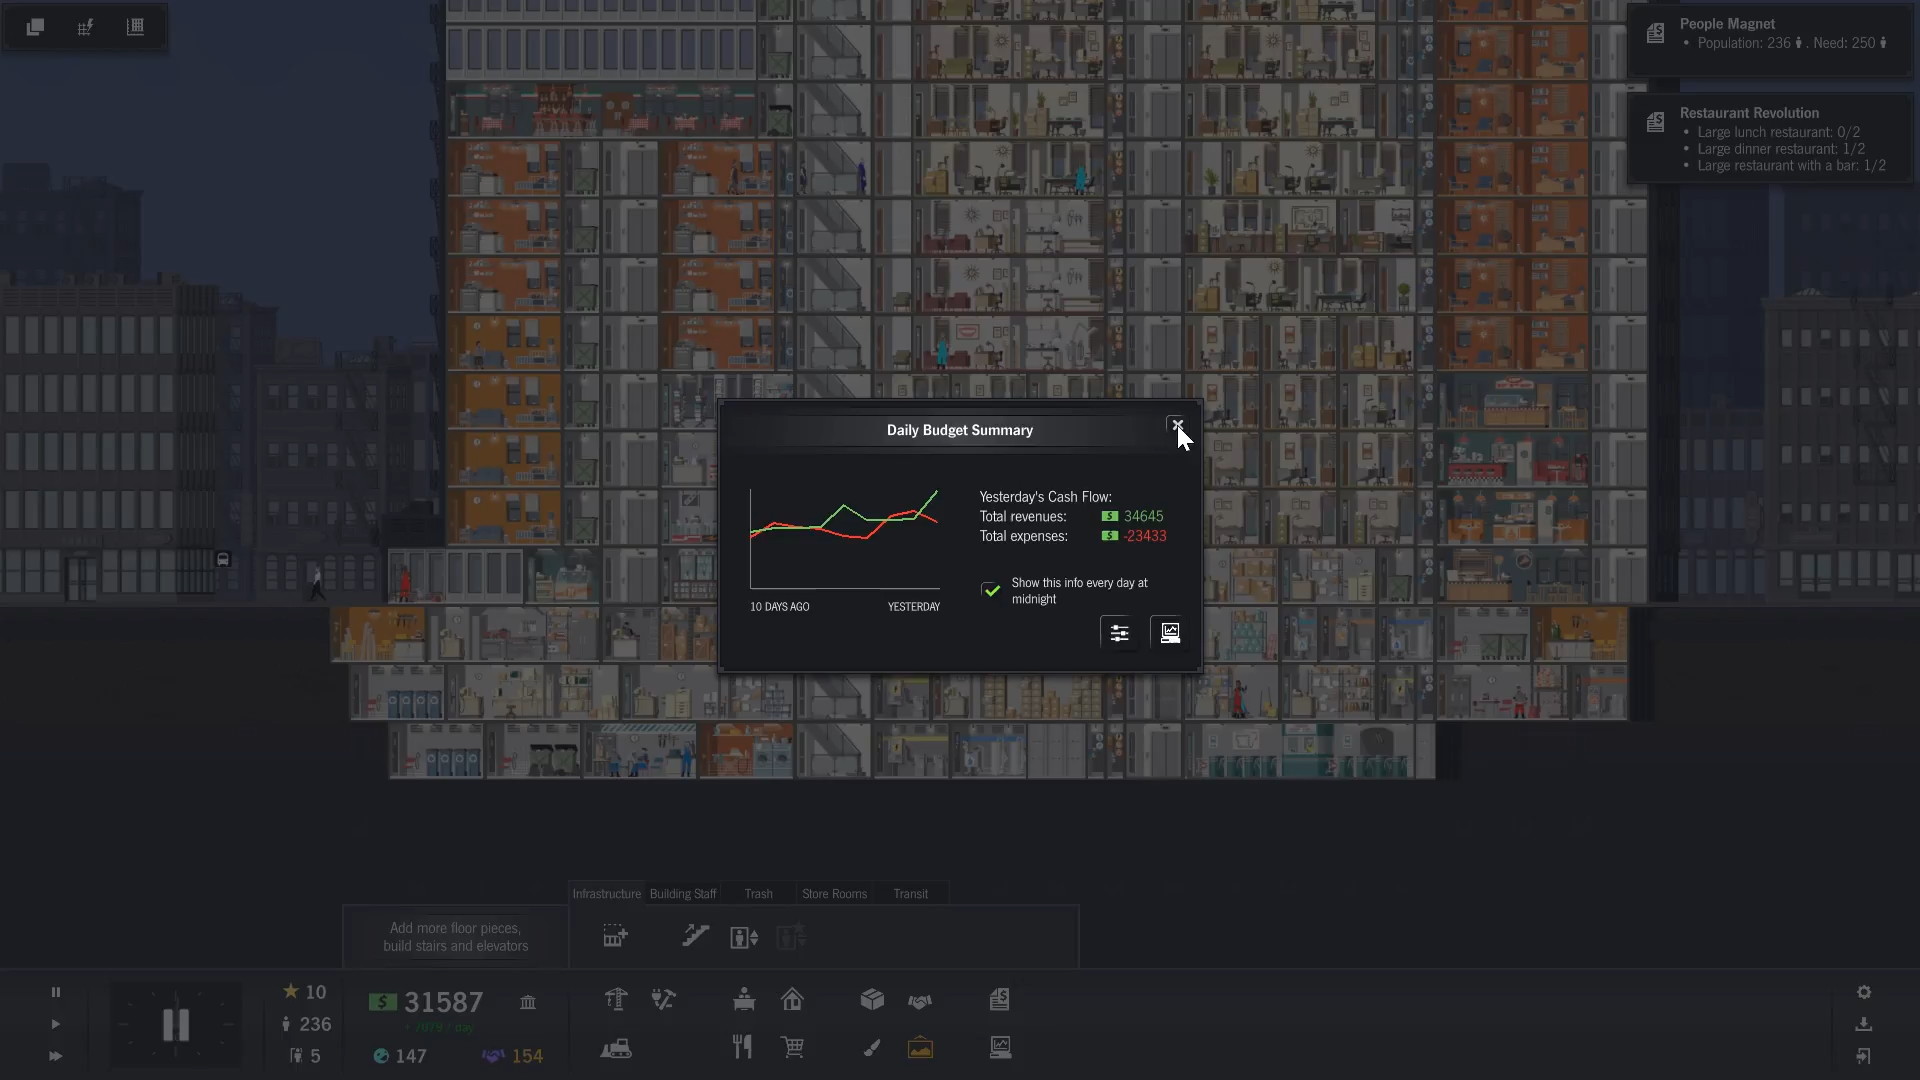 People Magnet
• Population: 236 . Need: 250
Restaurant Revolution
• Large lunch restaurant: 0/2
• Large dinner restaurant: 1/2
• Large restaurant with a bar: 1/2
Daily Budget Summary
Yesterday's Cash Flow:
Total revenues: $ 34645
Total expenses: $ -23433
Show this info every day at
midnight
10 DAYS AGO
YESTERDAY
Infrastructure
Building Staff
Trash
Store Rooms
Transit
Add more floor pieces,
build stairs and elevators
10
236
5
$ 31587
147
154